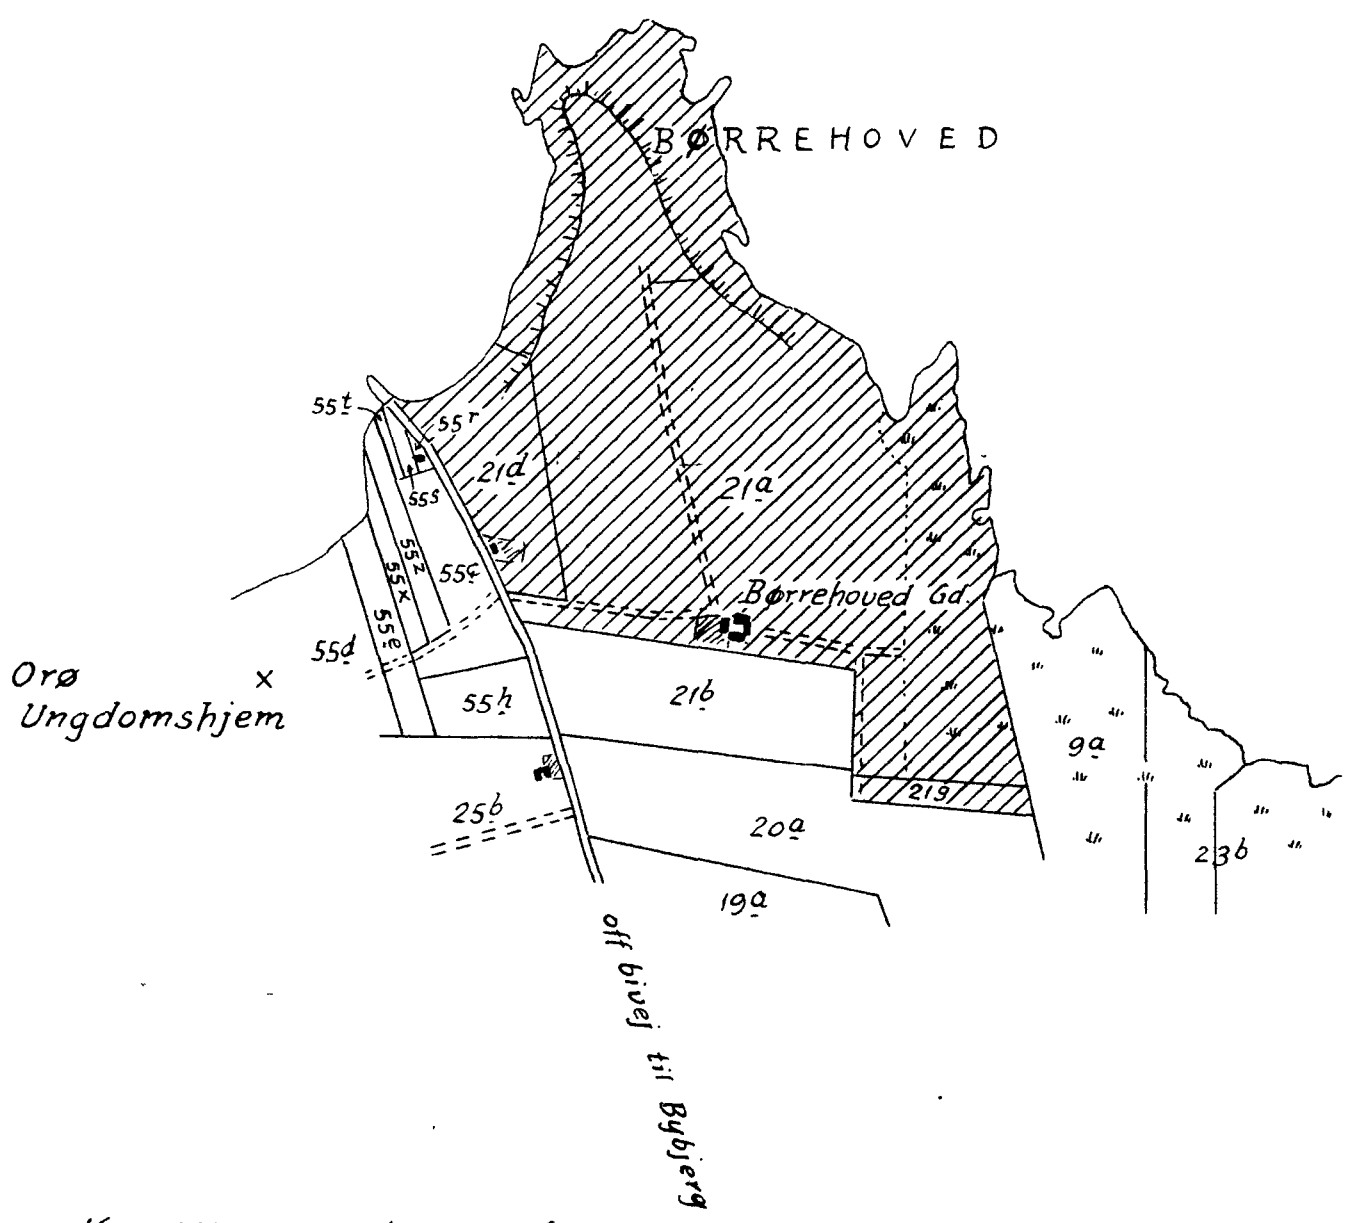 BØRREHOVED
55t
55r
21d
21a
55s
55z
55x
55c
55e
Børrehoved Gd.
55d
Orø
Ungdomshjem
x
55h
21b
9a
21g
25b
20a
23b
19a
off bivej til Bybjerg